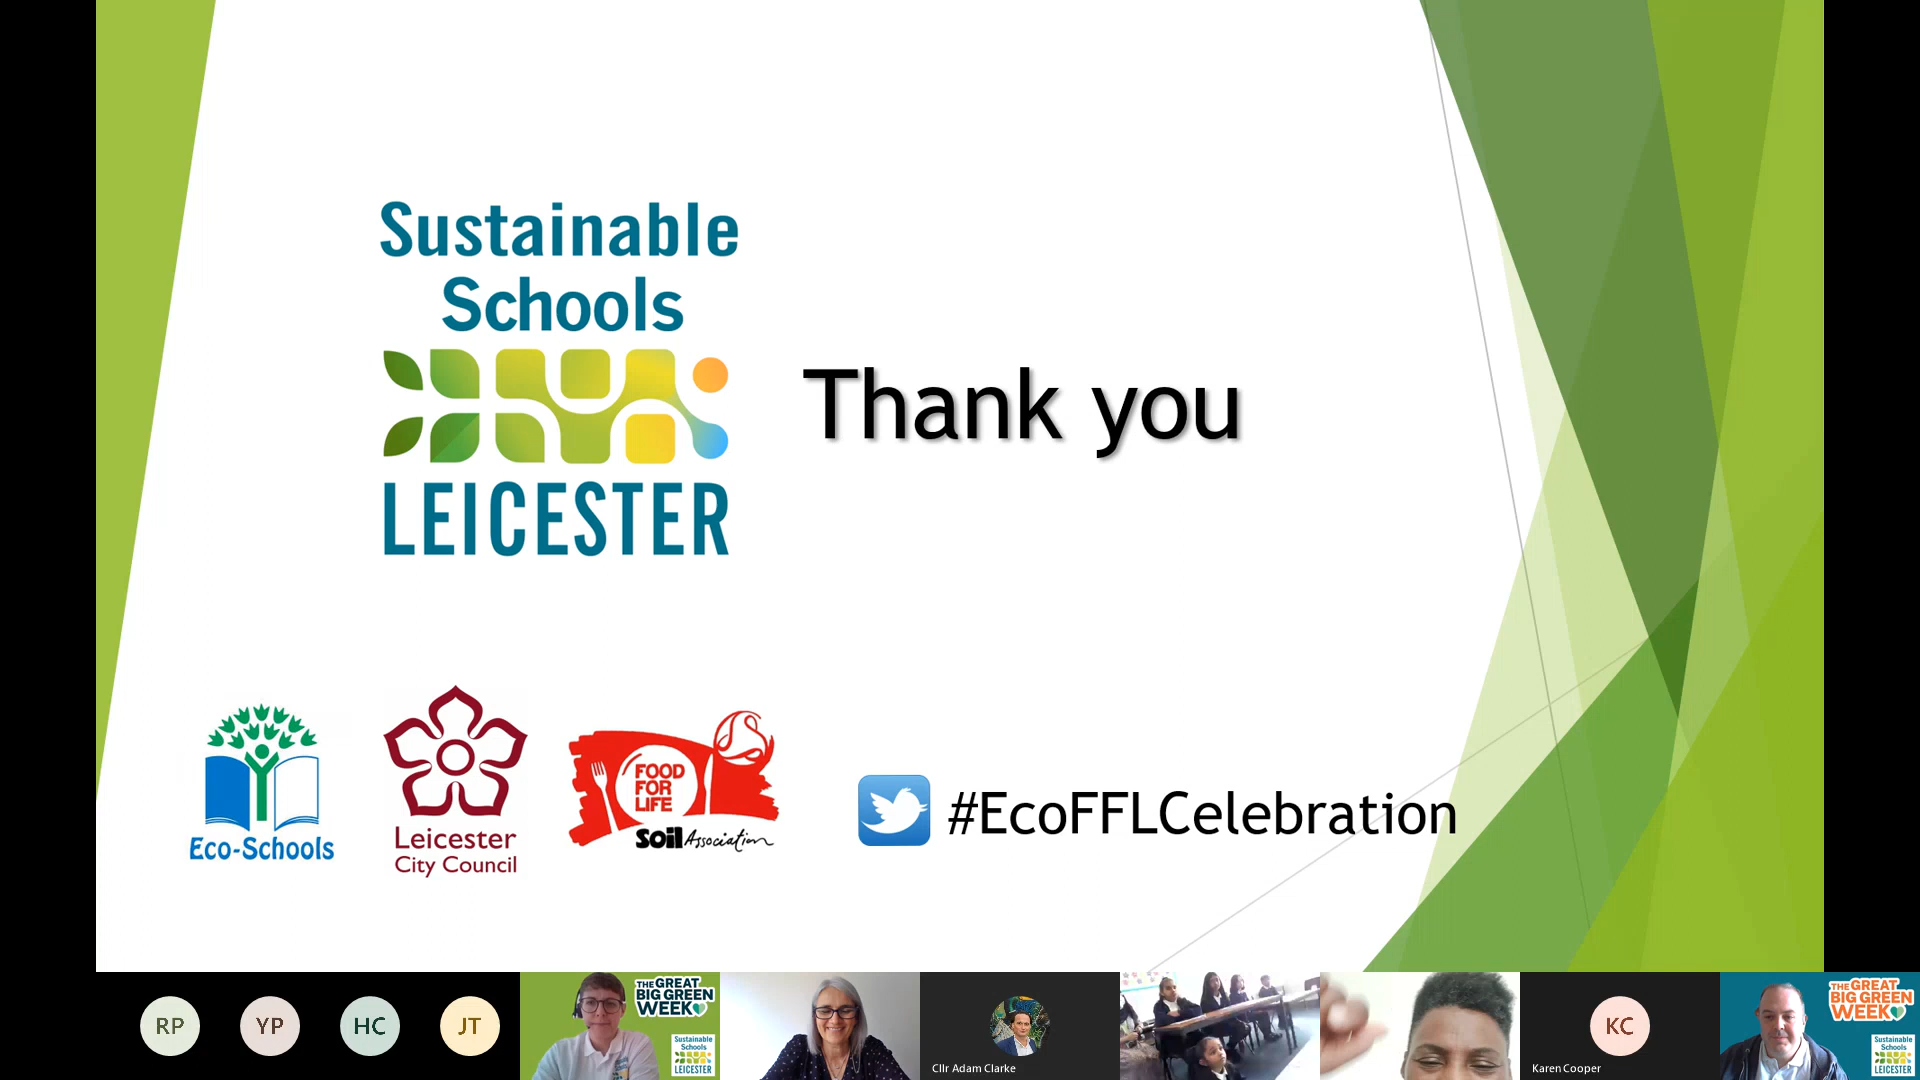 Sustainable
Schools
LEICESTER
Thank you
Eco-Schools
Leicester
City Council
FOOD
FOR
LIFE
Soil Association
#EcoFFLCelebration
RP
YP
HC
JT
THE GREAT
BIG GREEN
WEEK
Sustainable
Schools
LEICESTER
Cllr Adam Clarke
KC
Karen Cooper
THE GREAT
BIG GREEN
WEEK
Sustainable
Schools
LEICESTER